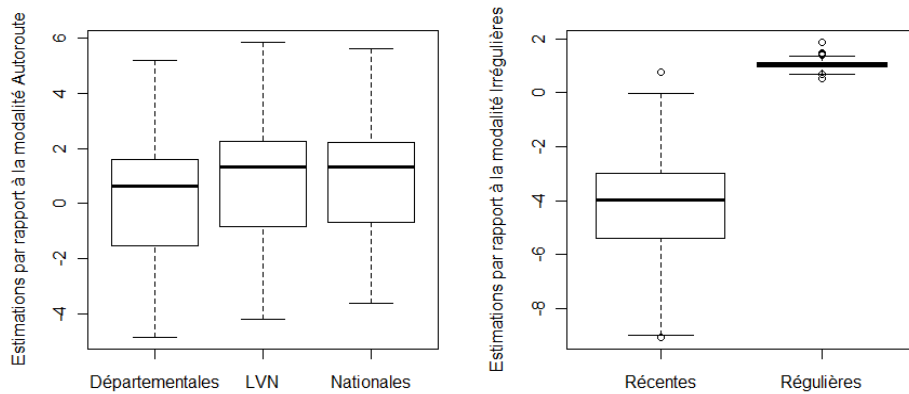 Estimations par rapport à la modalité Autoroute
6
4
2
0
-2
-4
Départementales
LVN
Nationales
Estimations par rapport à la modalité Irrégulières
2
0
-2
-4
-6
-8
Récentes
Régulières